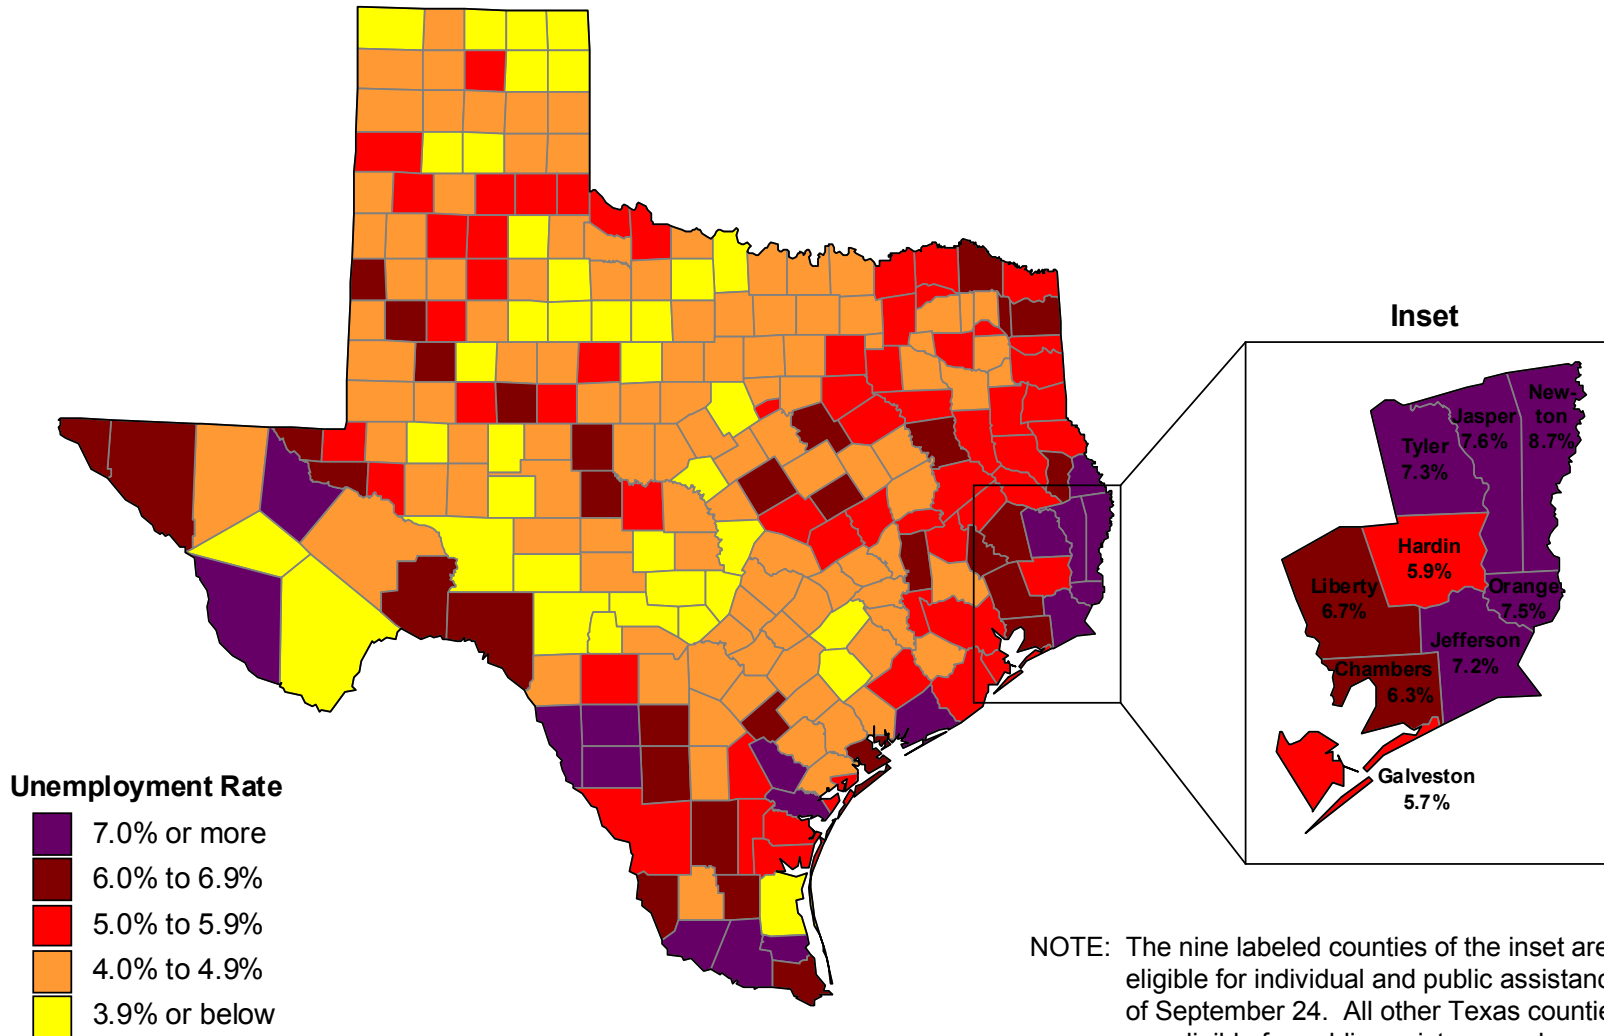 Inset
New-
ton
8.7%
Jasper
7.6%
Tyler
7.3%
Hardin
5.9%
Liberty
6.7%
Orange
7.5%
Jefferson
7.2%
Chambers
6.3%
Galveston
5.7%
Unemployment Rate
7.0% or more
6.0% to 6.9%
5.0% to 5.9%
4.0% to 4.9%
3.9% or below
NOTE: The nine labeled counties of the inset are
eligible for individual and public assistanc
of September 24. All other Texas countie